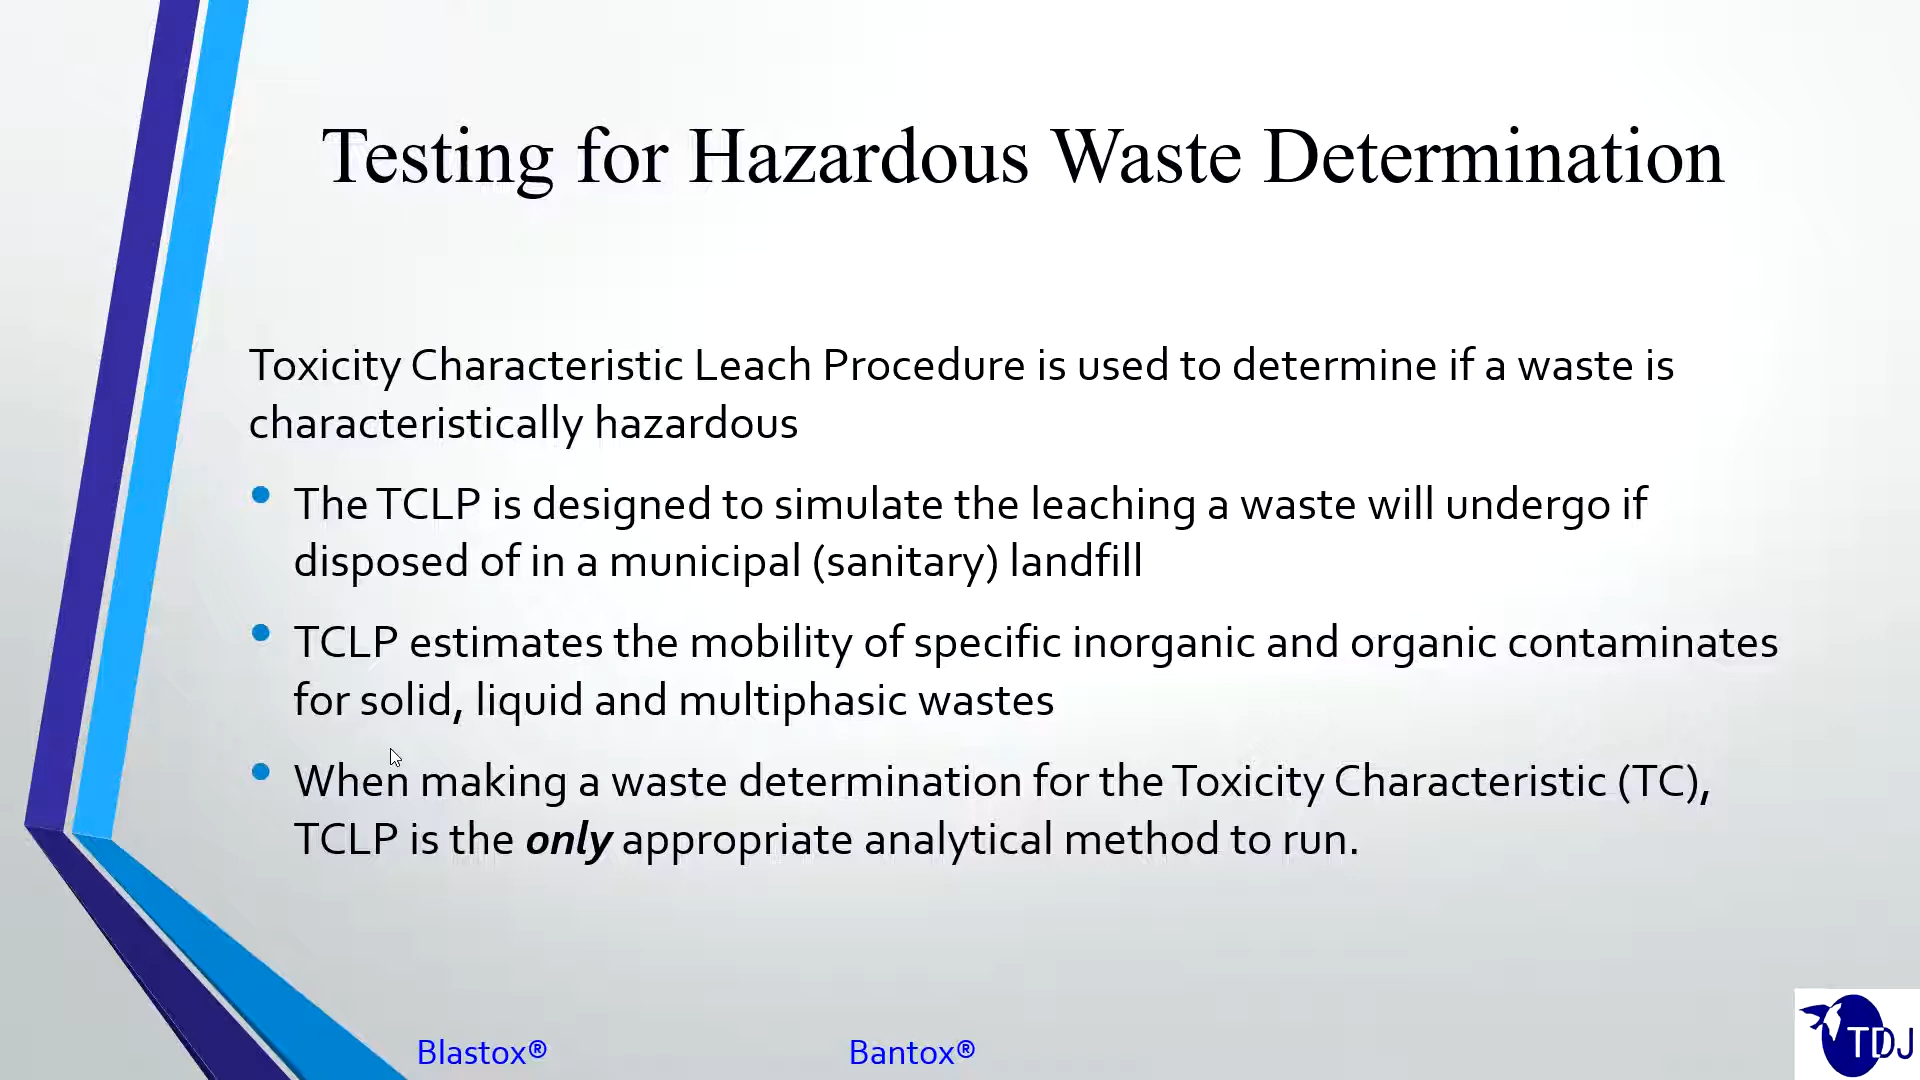 Testing for Hazardous Waste Determination
Toxicity Characteristic Leach Procedure is used to determine if a waste is
characteristically hazardous
• The TCLP is designed to simulate the leaching a waste will undergo if
disposed of in a municipal (sanitary) landfill
• TCLP estimates the mobility of specific inorganic and organic contaminates
for solid, liquid and multiphasic wastes
• When making a waste determination for the Toxicity Characteristic (TC),
TCLP is the only appropriate analytical method to run.
Blastox® Bantox®
TDJ